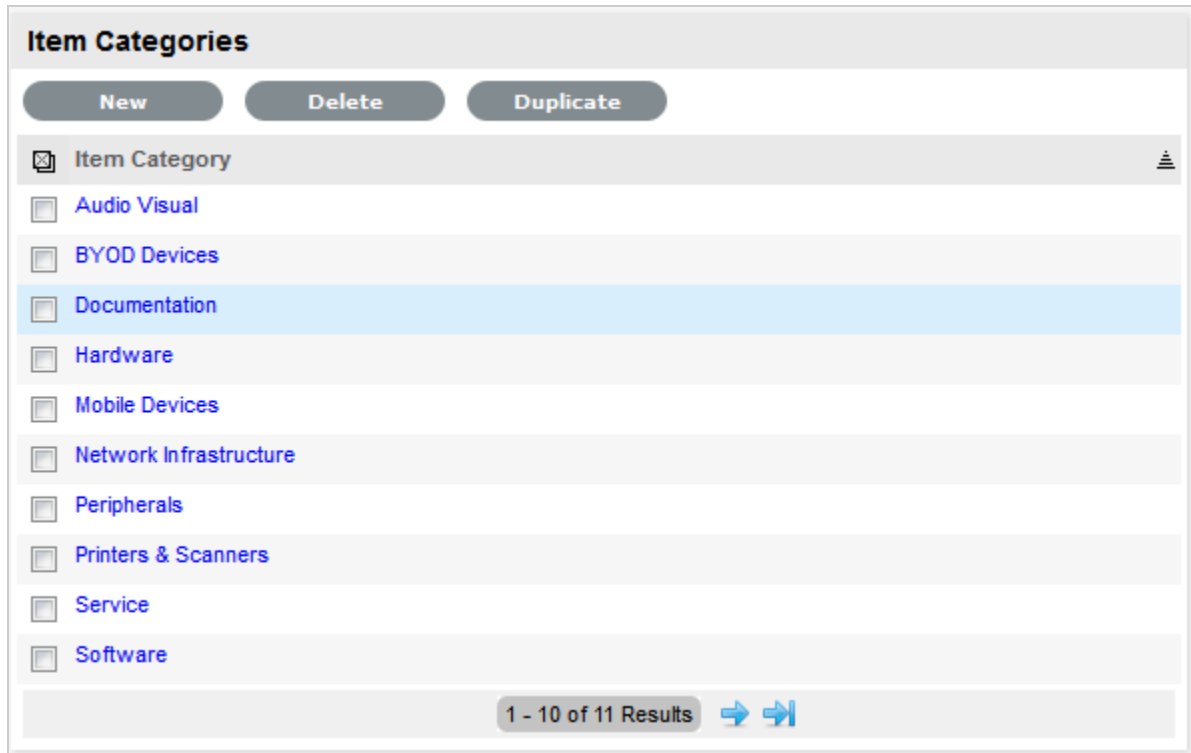 Item Categories
New Delete Duplicate
Item Category
Audio Visual
BYOD Devices
Documentation
Hardware
Mobile Devices
Network Infrastructure
Peripherals
Printers & Scanners
Service
Software
1 - 10 of 11 Results